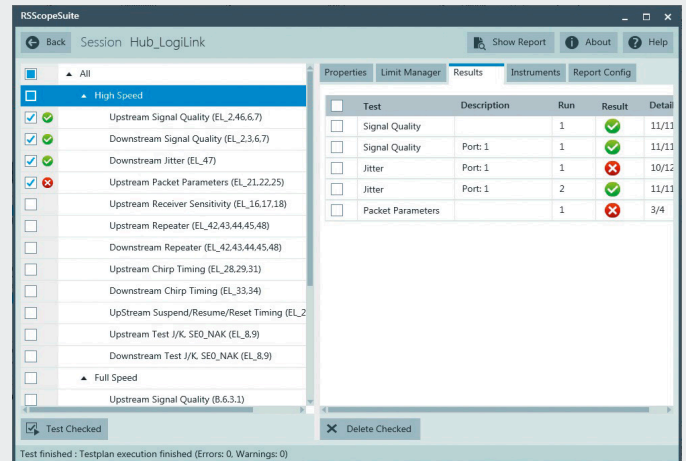 RSScopeSuite
Back Session Hub_LogiLink Show Report About Help
All
High Speed
Upstream Signal Quality (EL_2,46,6,7)
Downstream Signal Quality (EL_2,3,6,7)
Downstream Jitter (EL_47)
Upstream Packet Parameters (EL_21,22,25)
Upstream Receiver Sensitivity (EL_16,17,18)
Upstream Repeater (EL_42,43,44,45,48)
Downstream Repeater (EL_42,43,44,45,48)
Upstream Chirp Timing (EL_28,29,31)
Downstream Chirp Timing (EL_33,34)
UpStream Suspend/Resume/Reset Timing (EL_2
Upstream Test J/K, SE0_NAK (EL_8,9)
Downstream Test J/K, SE0_NAK (EL_8,9)
Full Speed
Upstream Signal Quality (B.6.3.1)
Test Checked
Properties Limit Manager Results Instruments Report Config
Test Description Run Result Detail
Signal Quality 1 11/11
Signal Quality Port: 1 1 11/11
Jitter Port: 1 1 10/12
Jitter Port: 1 2 11/11
Packet Parameters 1 3/4
Delete Checked
Test finished : Testplan execution finished (Errors: 0, Warnings: 0)